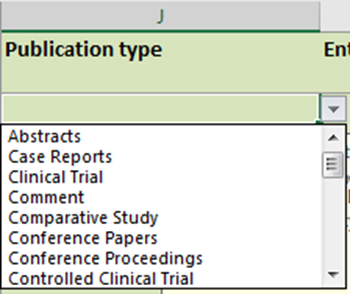 J
Publication type
Ent
Abstracts
Case Reports
Clinical Trial
Comment
Comparative Study
Conference Papers
Conference Proceedings
Controlled Clinical Trial